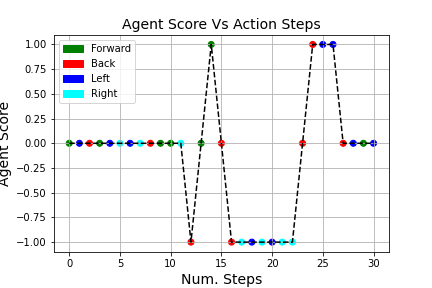 Agent Score Vs Action Steps
Agent Score
1.00
0.75
0.50
0.25
0.00
−0.25
−0.50
−0.75
−1.00
Forward
Back
Left
Right
0 5 10 15 20 25 30
Num. Steps